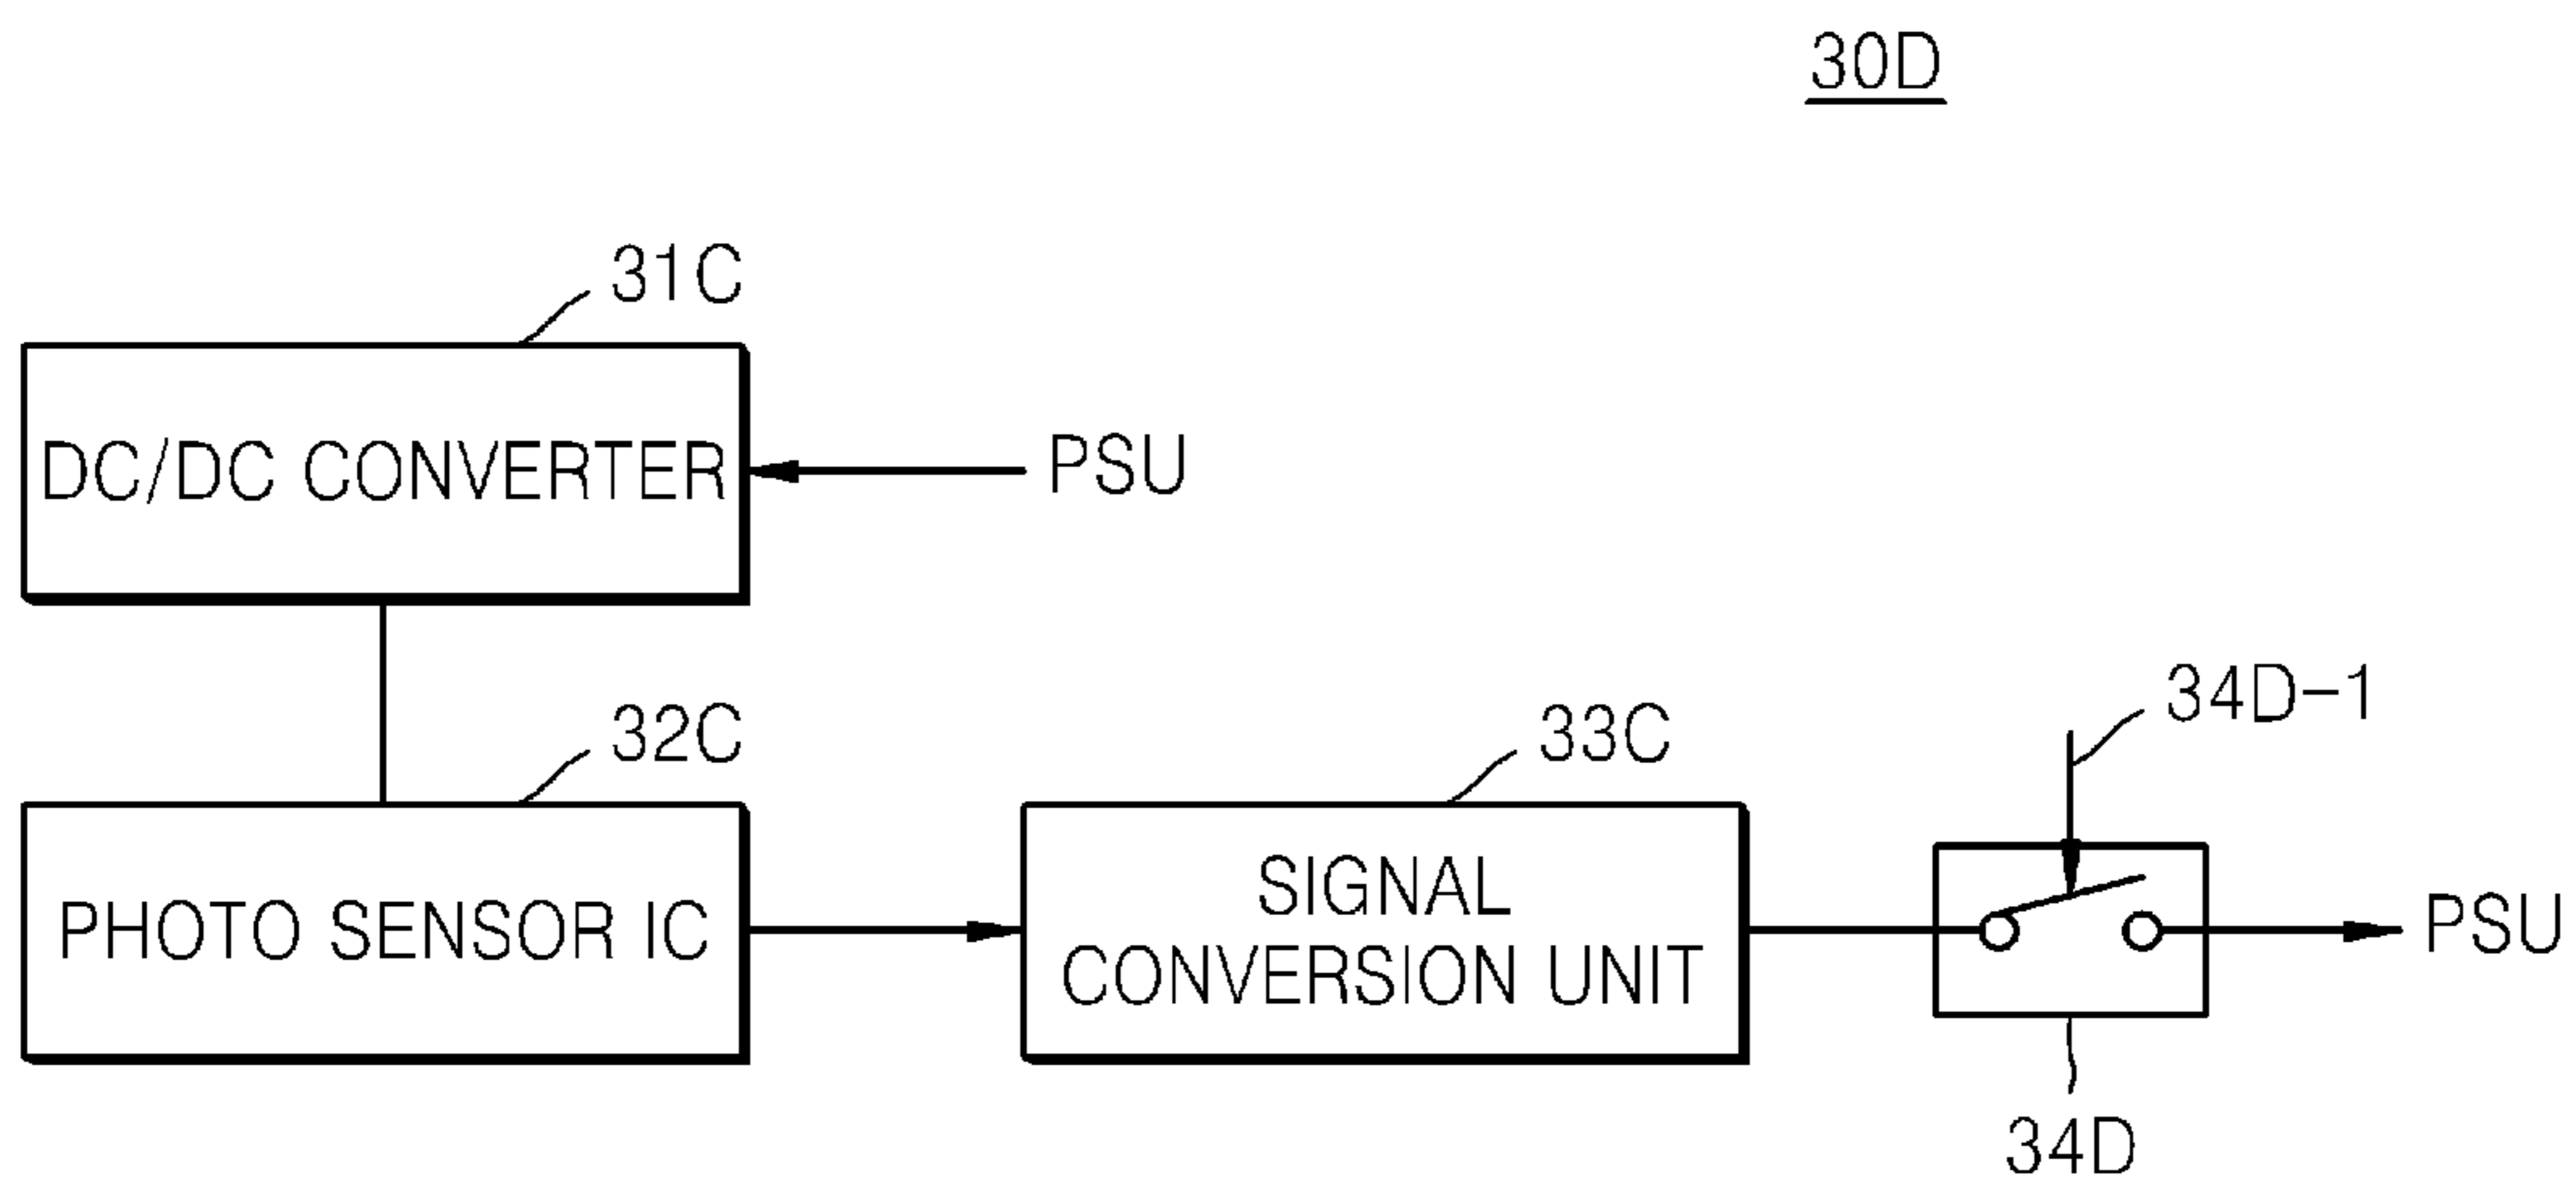 30D
31C
DC/DC CONVERTER
PSU
32C
33C
34D-1
PHOTO SENSOR IC
SIGNAL
CONVERSION UNIT
PSU
34D